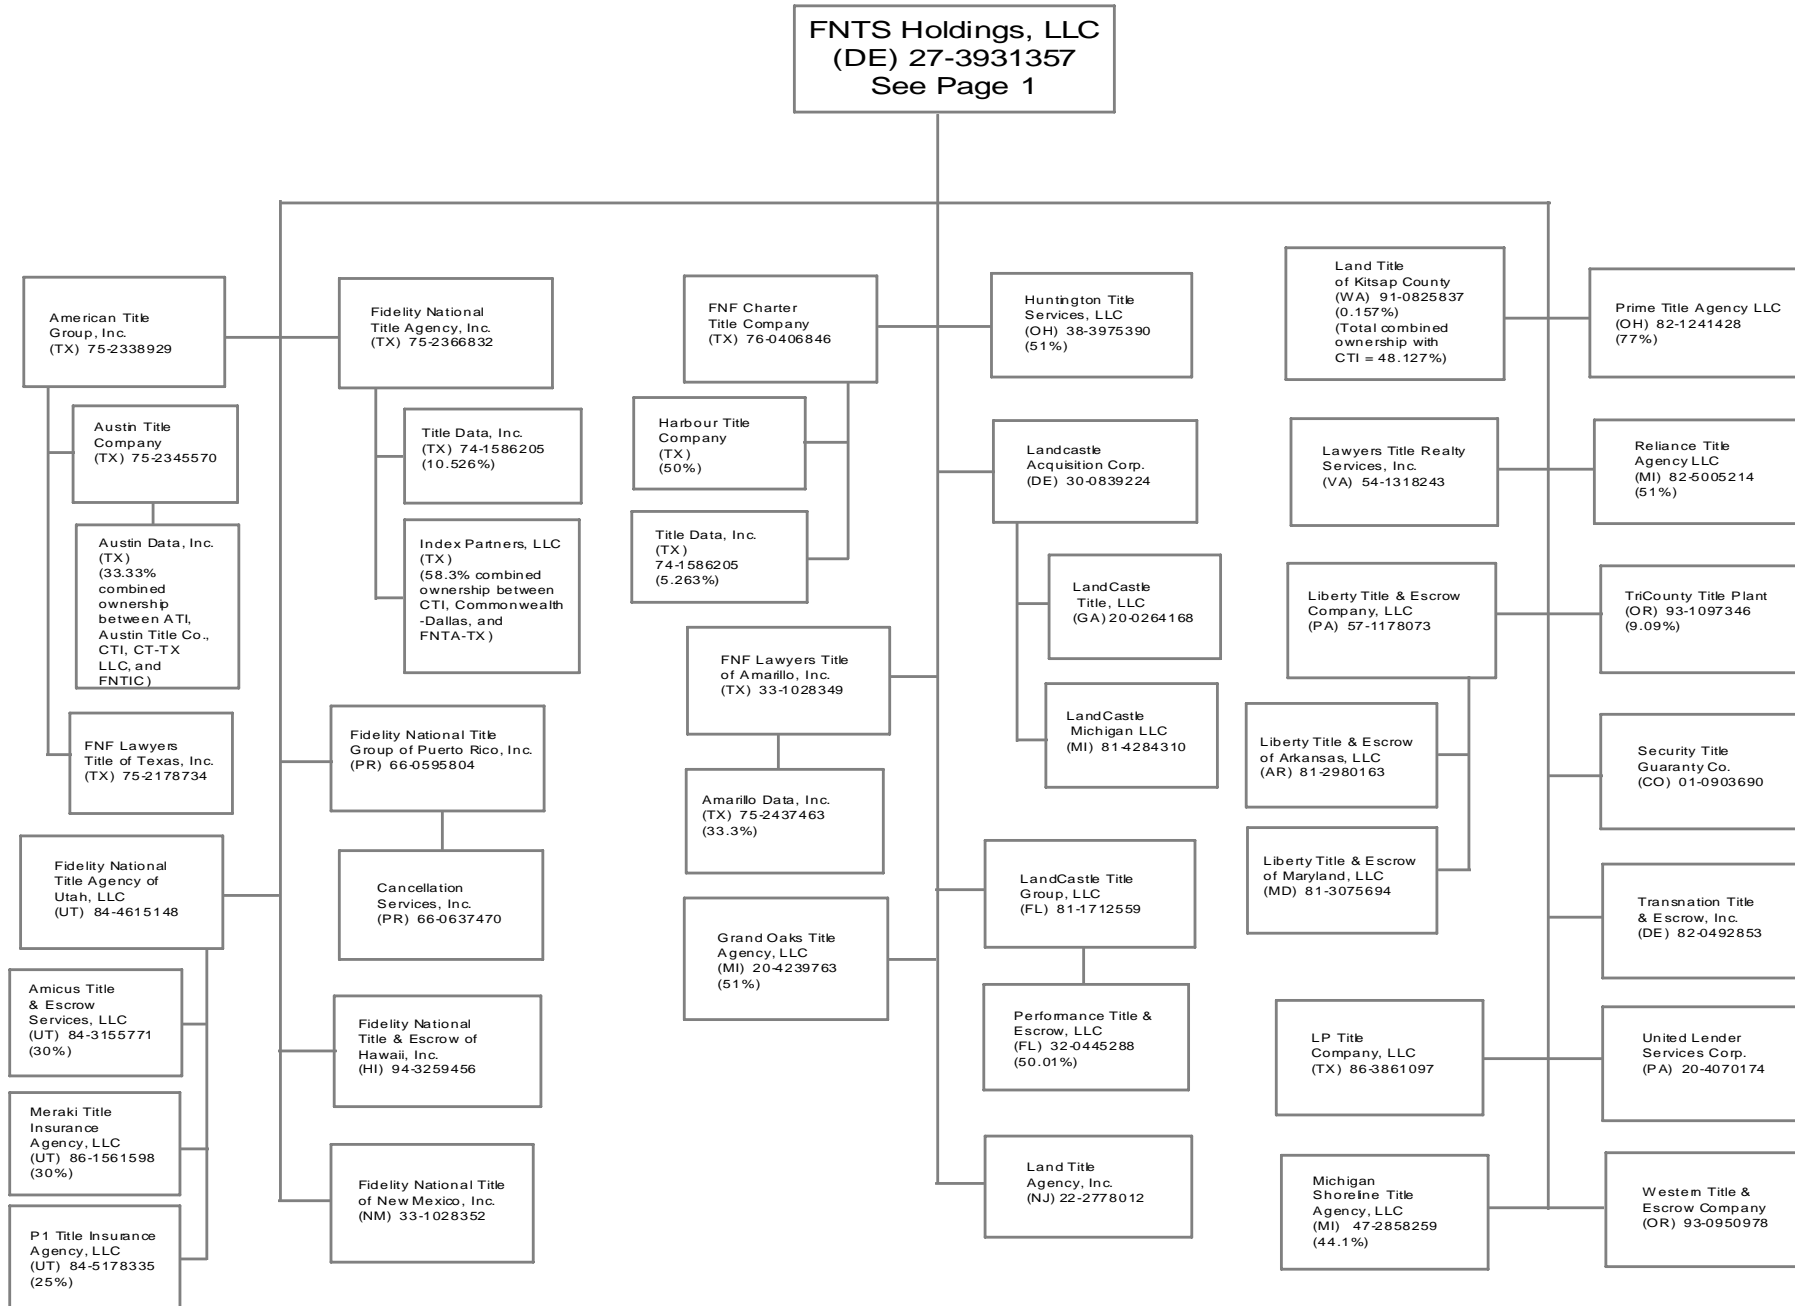 FNTS Holdings, LLC
(DE) 27-3931357
See Page 1
American Title
Group, Inc.
(TX) 75-2338929
Fidelity National
Title Agency, Inc.
(TX) 75-2366832
Austin Title
Company
(TX) 75-2345570
Title Data, Inc.
(TX) 74-1586205
(10.526%)
Austin Data, Inc.
(TX)
(33.33%
combined
ownership
between ATI,
Austin Title Co.,
CTI, CT-TX
LLC, and
FNTIC)
Index Partners, LLC
(TX)
(58.3% combined
ownership between
CTI, Commonwealth
-Dallas, and
FNTA-TX)
FNF Lawyers
Title of Texas, Inc.
(TX) 75-2178734
Fidelity National Title
Group of Puerto Rico, Inc.
(PR) 66-0595804
Fidelity National
Title Agency of
Utah, LLC
(UT) 84-4615148
Cancellation
Services, Inc.
(PR) 66-0637470
Amicus Title
& Escrow
Services, LLC
(UT) 84-3155771
(30%)
Fidelity National
Title & Escrow of
Hawaii, Inc.
(HI) 94-3259456
Meraki Title
Insurance
Agency, LLC
(UT) 86-1561598
(30%)
Fidelity National Title
of New Mexico, Inc.
(NM) 33-1028352
P1 Title Insurance
Agency, LLC
(UT) 84-5178335
(25%)
FNF Charter
Title Company
(TX) 76-0406846
Huntington Title
Services, LLC
(OH) 38-3975390
(51%)
Harbour Title
Company
(TX)
(50%)
Landcastle
Acquisition Corp.
(DE) 30-0839224
Title Data, Inc.
(TX)
74-1586205
(5.263%)
LandCastle
Title, LLC
(GA) 20-0264168
FNF Lawyers Title
of Amarillo, Inc.
(TX) 33-1028349
LandCastle
Michigan LLC
(MI) 81-4284310
Amarillo Data, Inc.
(TX) 75-2437463
(33.3%)
LandCastle Title
Group, LLC
(FL) 81-1712559
Grand Oaks Title
Agency, LLC
(MI) 20-4239763
(51%)
Performance Title &
Escrow, LLC
(FL) 32-0445288
(50.01%)
Land Title
Agency, Inc.
(NJ) 22-2778012
Land Title
of Kitsap County
(WA) 91-0825837
(0.157%)
(Total combined
ownership with
CTI = 48.127%)
Prime Title Agency LLC
(OH) 82-1241428
(77%)
Lawyers Title Realty
Services, Inc.
(VA) 54-1318243
Reliance Title
Agency LLC
(MI) 82-5005214
(51%)
Liberty Title & Escrow
Company, LLC
(PA) 57-1178073
TriCounty Title Plant
(OR) 93-1097346
(9.09%)
Liberty Title & Escrow
of Arkansas, LLC
(AR) 81-2980163
Security Title
Guaranty Co.
(CO) 01-0903690
Liberty Title & Escrow
of Maryland, LLC
(MD) 81-3075694
Transnation Title
& Escrow, Inc.
(DE) 82-0492853
LP Title
Company, LLC
(TX) 86-3861097
United Lender
Services Corp.
(PA) 20-4070174
Michigan
Shoreline Title
Agency, LLC
(MI) 47-2858259
(44.1%)
Western Title &
Escrow Company
(OR) 93-0950978